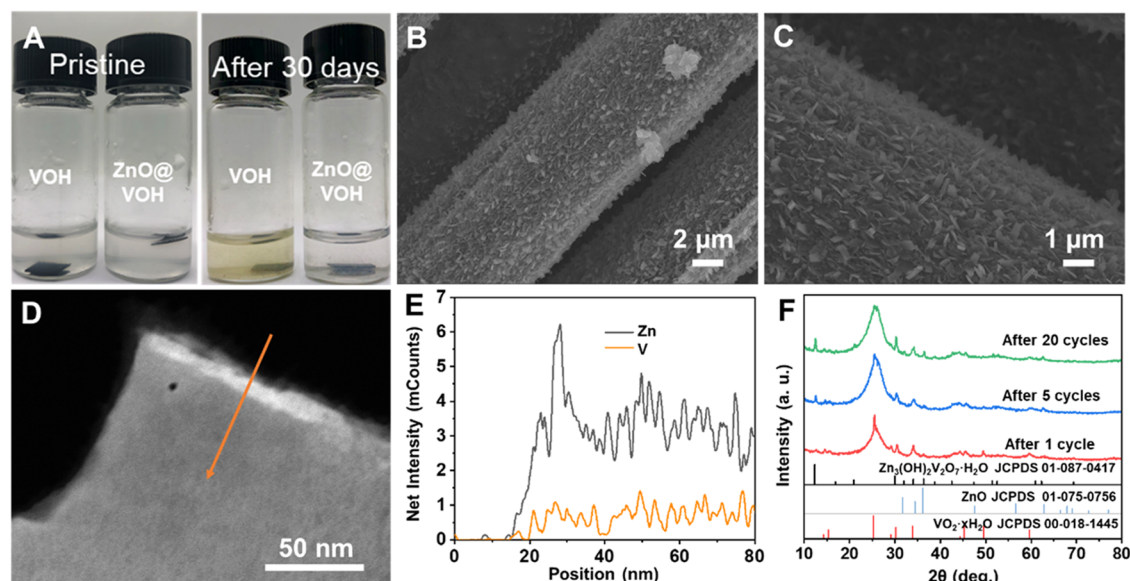 A
Pristine
After 30 days
VOH
ZnO@
VOH
VOH
ZnO@
VOH
B
2 μm
C
1 μm
D
50 nm
E
7
6
5
4
3
2
1
0
Net Intensity (mCounts)
Zn
V
0
20
40
60
80
Position (nm)
F
Intensity (a. u.)
After 20 cycles
After 5 cycles
After 1 cycle
Zn₃(OH)₂V₂O₇·H₂O JCPDS 01-087-0417
ZnO JCPDS 01-075-0756
VO₂·xH₂O JCPDS 00-018-1445
10
20
30
40
50
60
70
80
2θ (deg.)